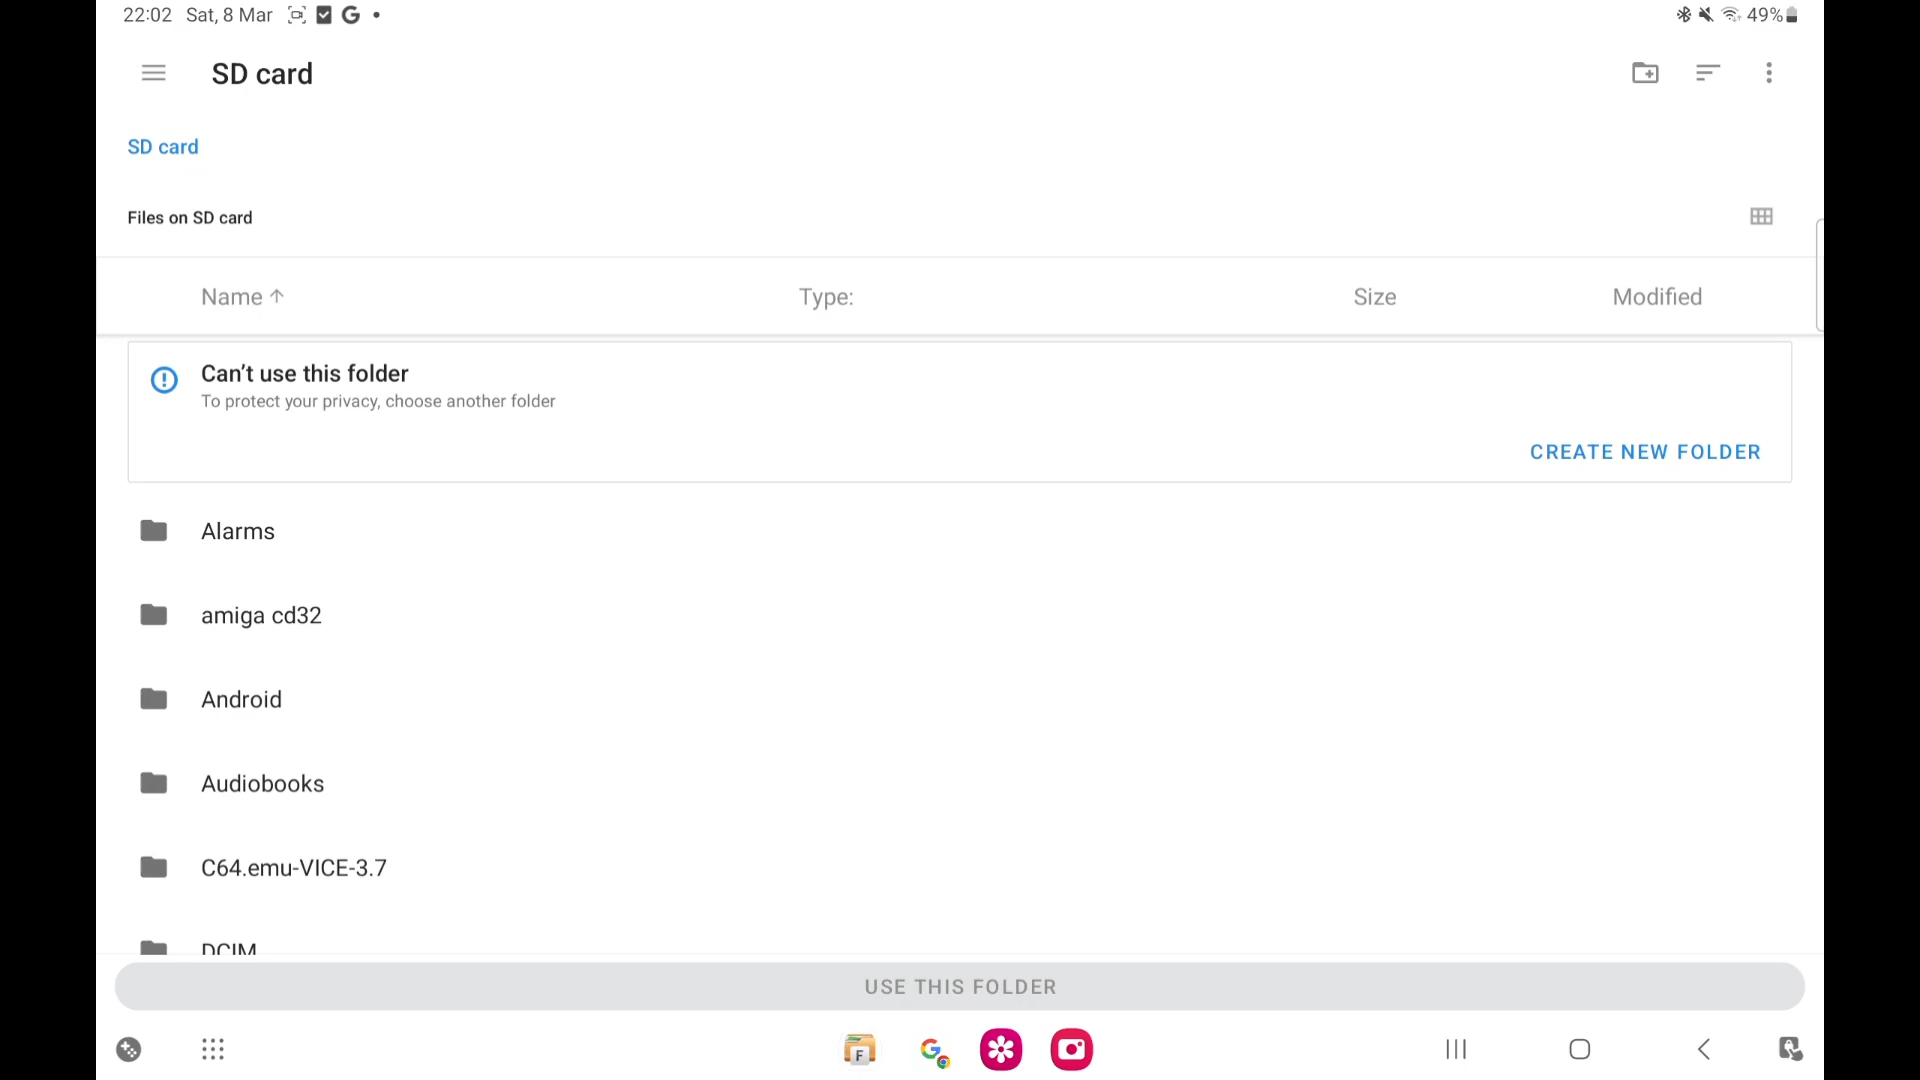 22:02 Sat, 8 Mar G 49%
SD card
SD card
Files on SD card
Name Type: Size Modified
Can’t use this folder
To protect your privacy, choose another folder
CREATE NEW FOLDER
Alarms
amiga cd32
Android
Audiobooks
C64.emu-VICE-3.7
DCIM
USE THIS FOLDER
F G